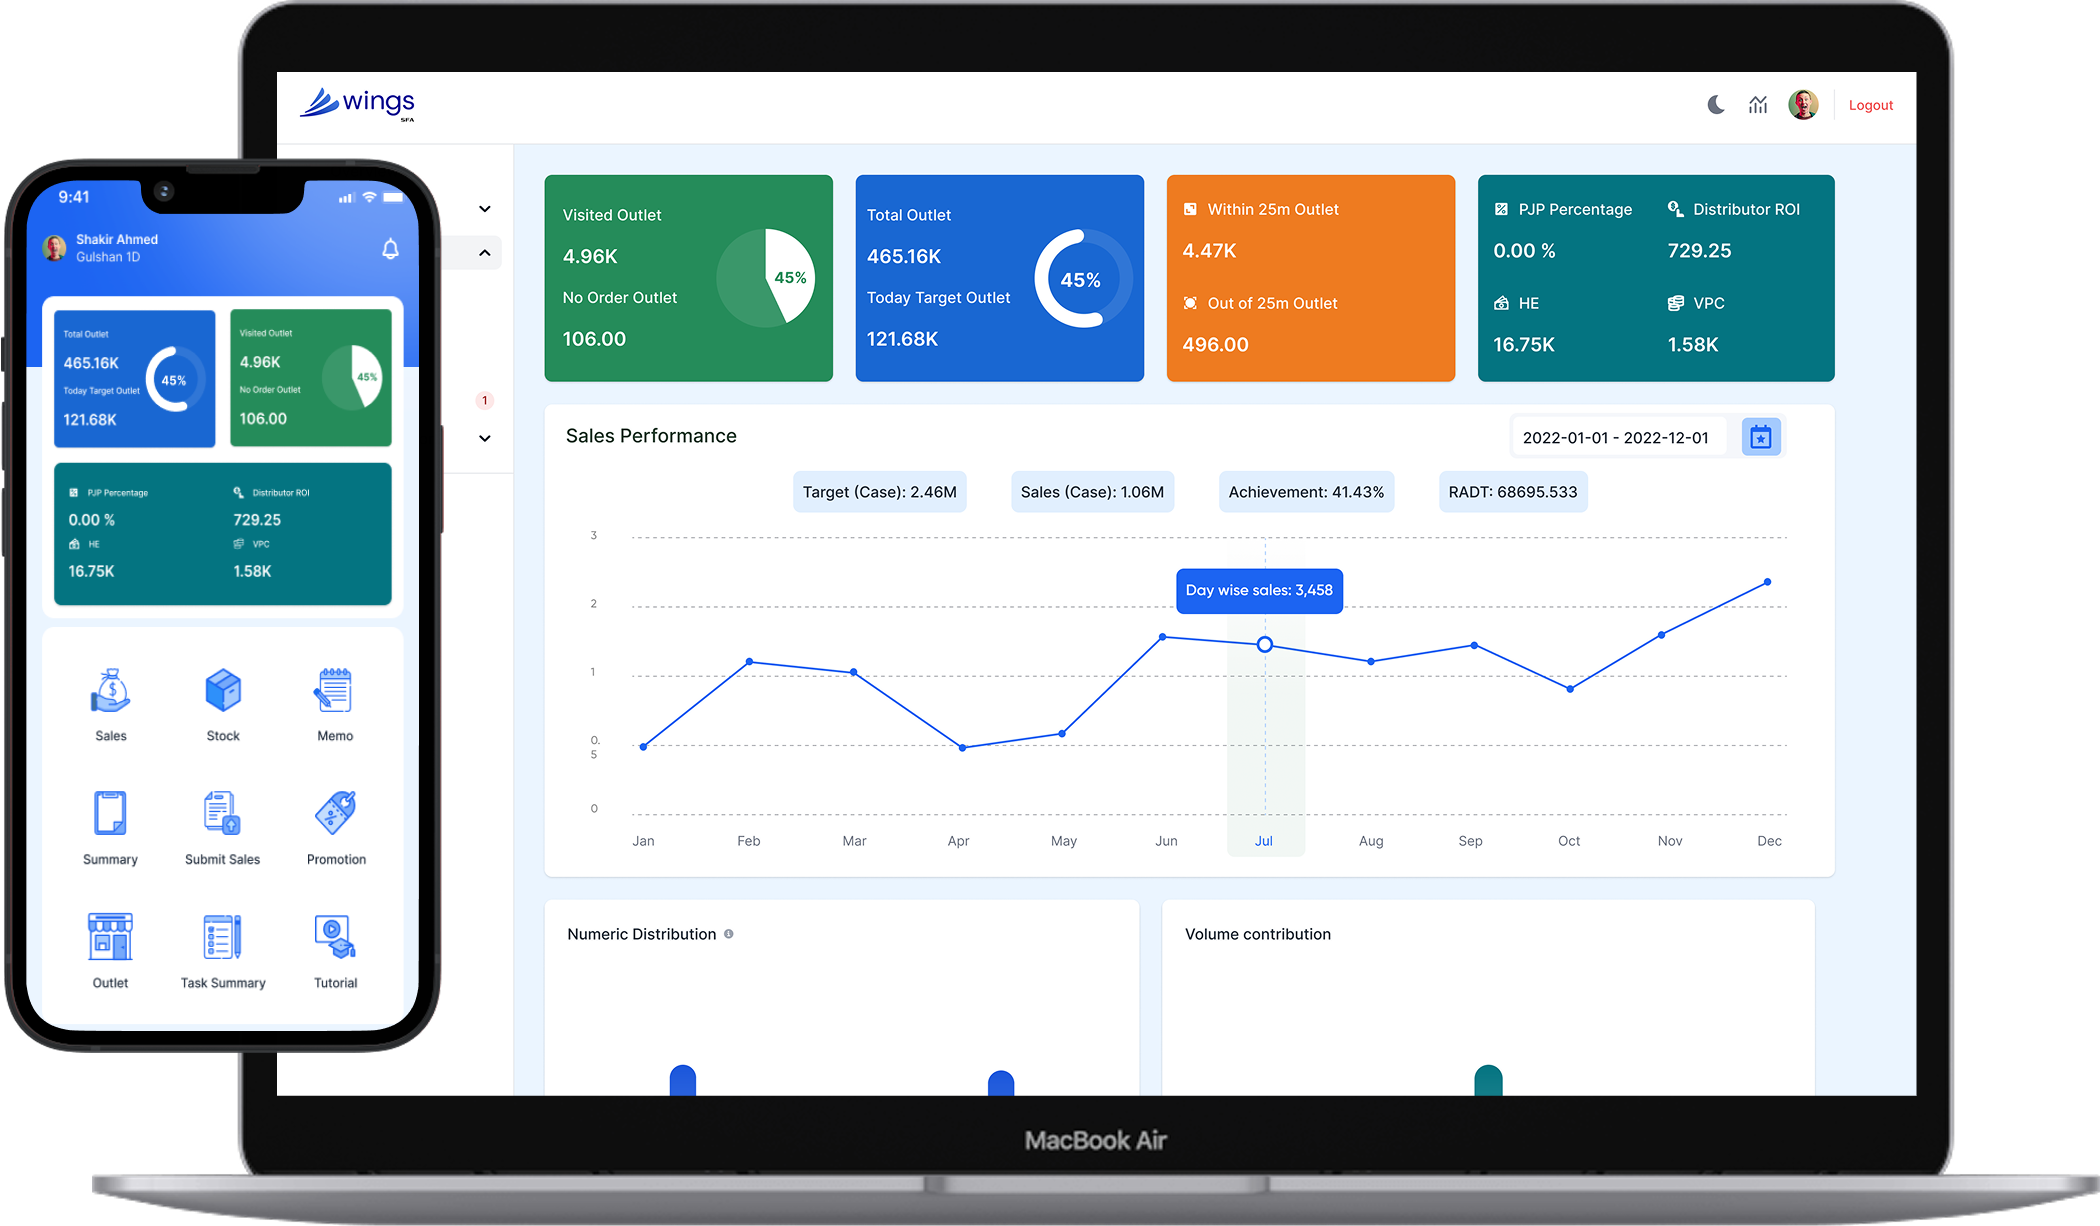 wings
SFA
Logout
9:41
Shakir Ahmed
Gulshan 1D
Total Outlet
465.16K
Today Target Outlet
121.68K
45%
Visited Outlet
4.96K
No Order Outlet
106.00
45%
PJP Percentage
0.00 %
Distributor ROI
729.25
HE
16.75K
VPC
1.58K
Sales
Stock
Memo
Summary
Submit Sales
Promotion
Outlet
Task Summary
Tutorial
1
Visited Outlet
4.96K
No Order Outlet
106.00
45%
Total Outlet
465.16K
Today Target Outlet
121.68K
45%
Within 25m Outlet
4.47K
Out of 25m Outlet
496.00
PJP Percentage
0.00 %
Distributor ROI
729.25
HE
16.75K
VPC
1.58K
Sales Performance
2022-01-01 - 2022-12-01
Target (Case): 2.46M
Sales (Case): 1.06M
Achievement: 41.43%
RADT: 68695.533
3
2
1
0.
5
0
Day wise sales: 3,458
Jan
Feb
Mar
Apr
May
Jun
Jul
Aug
Sep
Oct
Nov
Dec
Numeric Distribution
Volume contribution
MacBook Air